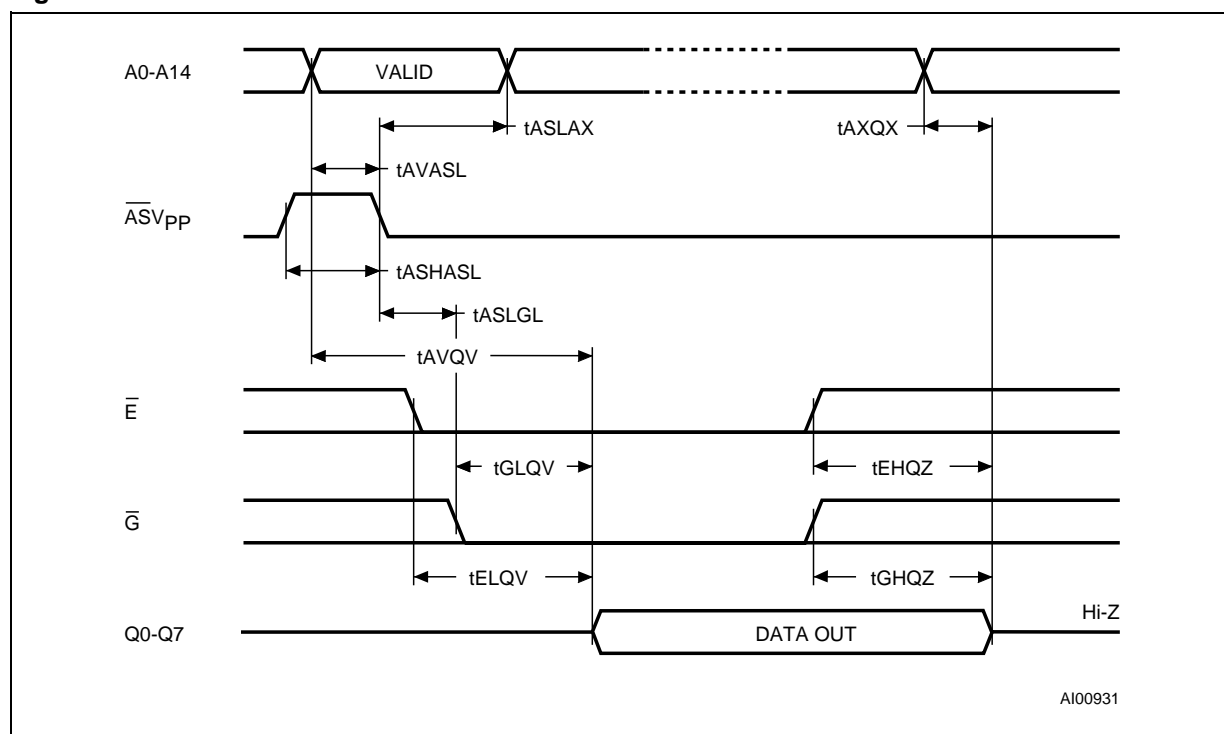 A0-A14
VALID
tASLAX
tAXQX
tAVASL
ASVPP
tASHASL
tASLGL
tAVQV
E
tGLQV
tEHQZ
G
tELQV
tGHQZ
Hi-Z
Q0-Q7
DATA OUT
AI00931